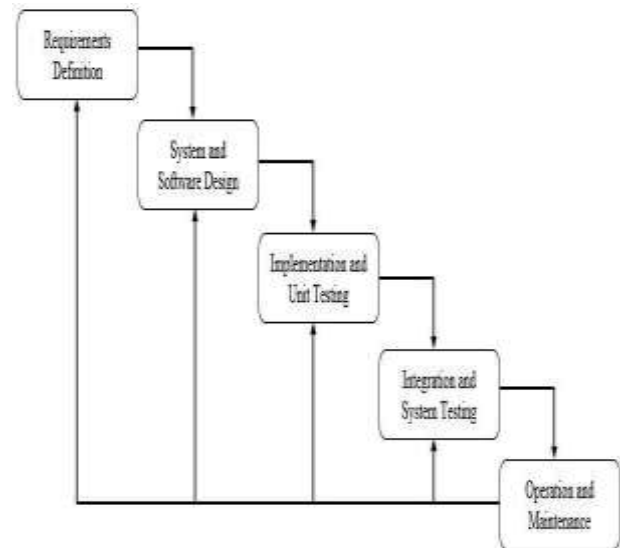 Requirements
Definition
System and
Software Design
Implementation and
Unit Testing
Integration and
System Testing
Operation and
Maintenance